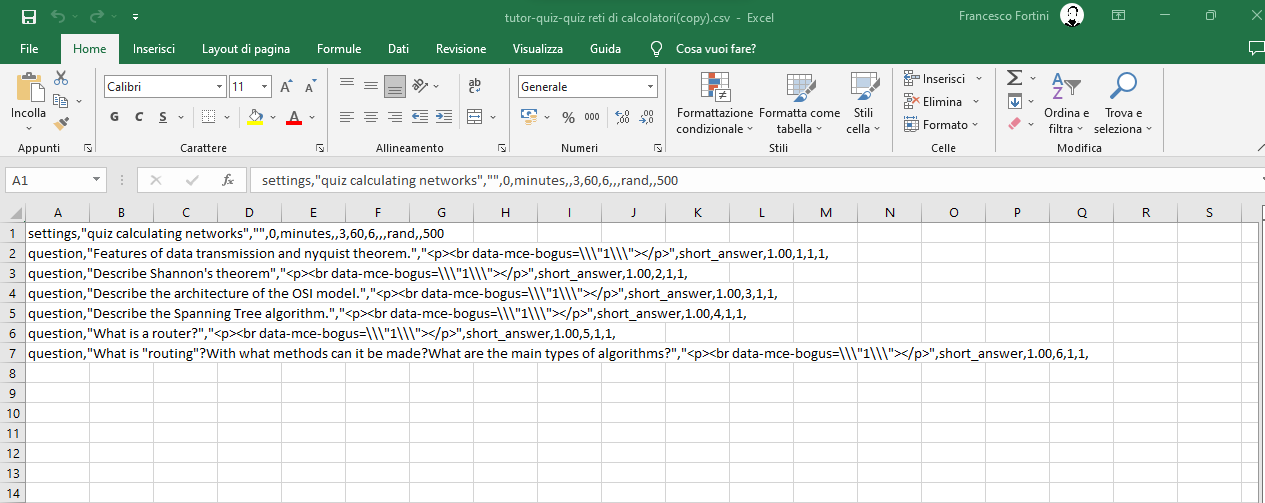 tutor-quiz-quiz reti di calcolatori(copy).csv - Excel
Francesco Fortini
File Home Inserisci Layout di pagina Formule Dati Revisione Visualizza Guida Cosa vuoi fare?
Incolla
Appunti
Calibri 11
G C S A A A
Carattere
ab c
Allineamento
Generale
% 000 ,00 ,0
Numeri
Formattazione condizionale
Formatta come tabella
Stili cella
Stili
Inserisci
Elimina
Formato
Celle
Σ
Ordina e filtra
Trova e seleziona
Modifica
A1 fx settings,"quiz calculating networks","",0,minutes,,3,60,6,,,rand,,500
A B C D E F G H I J K L M N O P Q R S
1 settings,"quiz calculating networks","",0,minutes,,3,60,6,,,rand,,500
2 question,"Features of data transmission and nyquist theorem.","<p><br data-mce-bogus=\\\"1\\\"></p>",short_answer,1.00,1,1,1,
3 question,"Describe Shannon's theorem","<p><br data-mce-bogus=\\\"1\\\"></p>",short_answer,1.00,2,1,1,
4 question,"Describe the architecture of the OSI model.","<p><br data-mce-bogus=\\\"1\\\"></p>",short_answer,1.00,3,1,1,
5 question,"Describe the Spanning Tree algorithm.","<p><br data-mce-bogus=\\\"1\\\"></p>",short_answer,1.00,4,1,1,
6 question,"What is a router?","<p><br data-mce-bogus=\\\"1\\\"></p>",short_answer,1.00,5,1,1,
7 question,"What is "routing"?With what methods can it be made?What are the main types of algorithms?","<p><br data-mce-bogus=\\\"1\\\"></p>",short_answer,1.00,6,1,1,
8
9
10
11
12
13
14